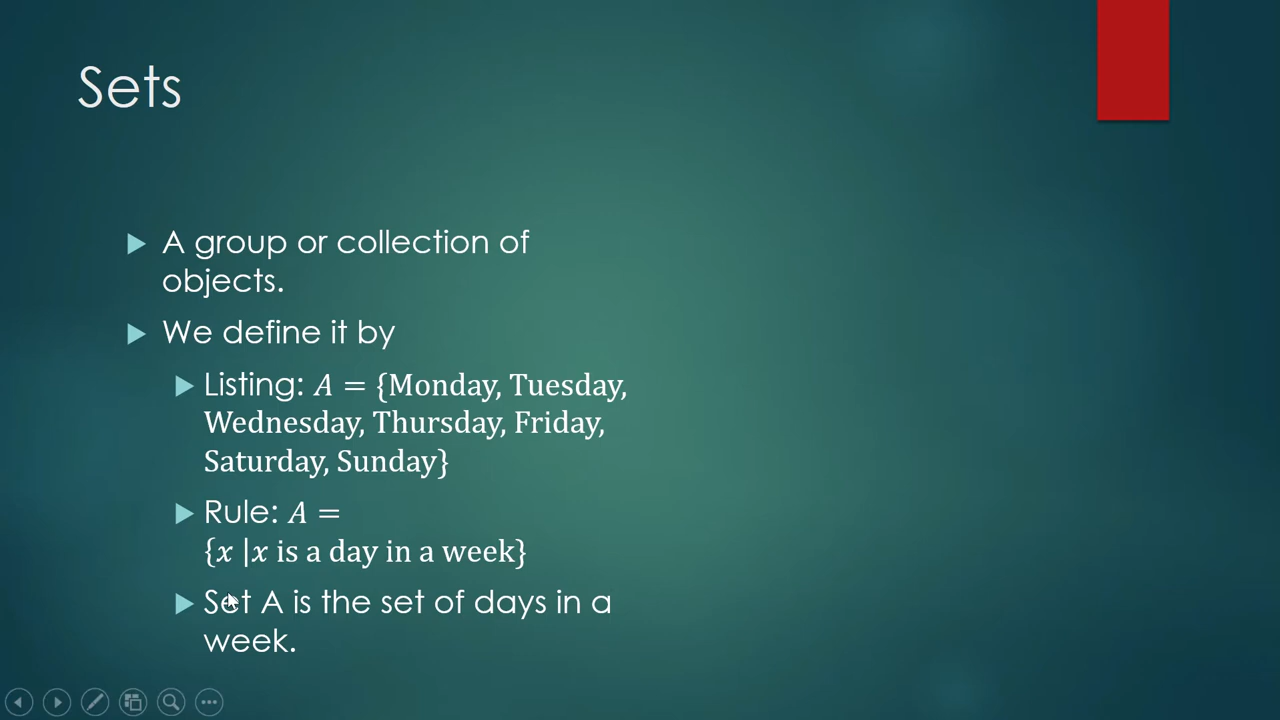 Sets
A group or collection of
objects.
We define it by
Listing: A = {Monday, Tuesday,
Wednesday, Thursday, Friday,
Saturday, Sunday}
Rule: A =
{x |x is a day in a week}
Set A is the set of days in a
week.